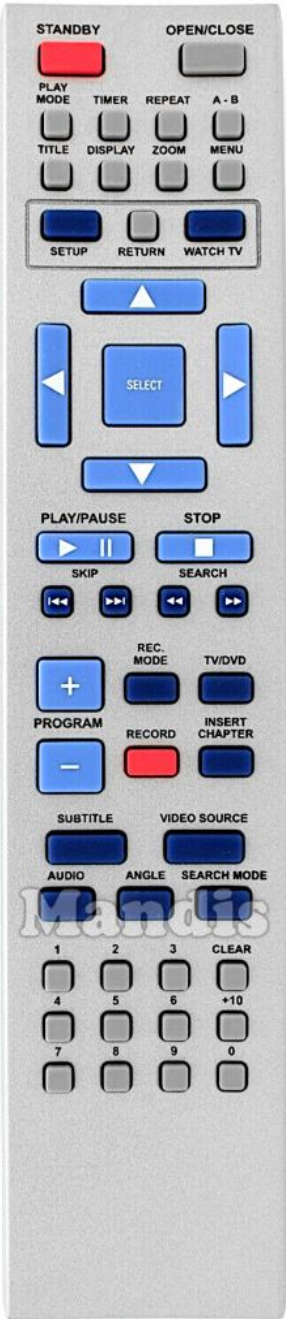 STANDBY OPEN/CLOSE
PLAY
MODE TIMER REPEAT A - B
TITLE DISPLAY ZOOM MENU
SETUP RETURN WATCH TV
SELECT
PLAY/PAUSE STOP
SKIP SEARCH
+
REC.
MODE TV/DVD
PROGRAM
RECORD INSERT
CHAPTER
−
SUBTITLE VIDEO SOURCE
AUDIO ANGLE SEARCH MODE
Mandis
1 2 3 CLEAR
4 5 6 +10
7 8 9 0